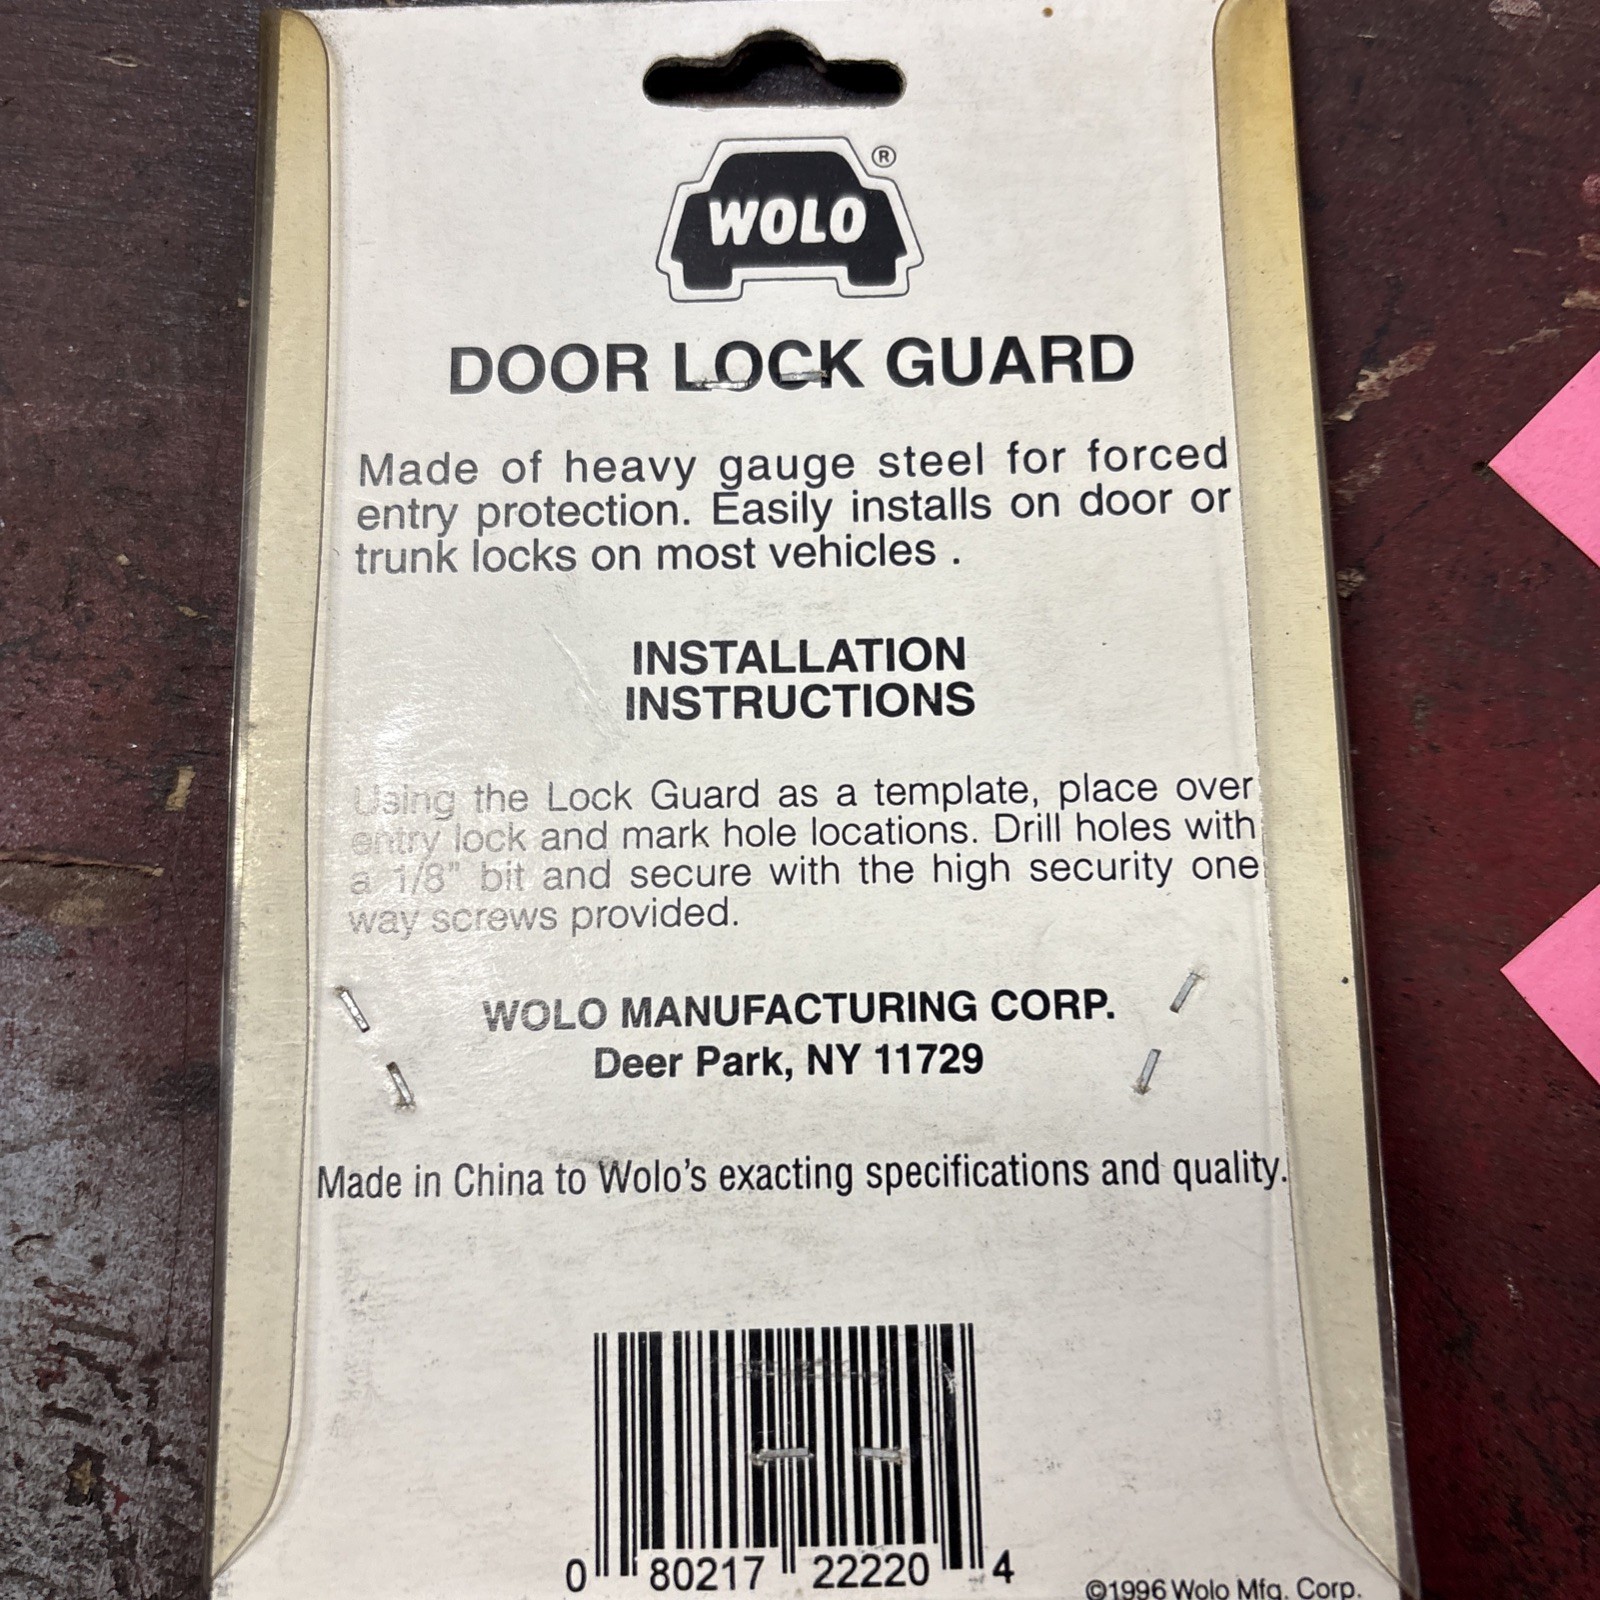 WOLO ®
DOOR LOCK GUARD
Made of heavy gauge steel for forced
entry protection. Easily installs on door or
trunk locks on most vehicles .
INSTALLATION
INSTRUCTIONS
Using the Lock Guard as a template, place over
entry lock and mark hole locations. Drill holes with
a 1/8" bit and secure with the high security one
way screws provided.
WOLO MANUFACTURING CORP.
Deer Park, NY 11729
Made in China to Wolo's exacting specifications and quality.
0 80217 22220 4
©1996 Wolo Mfg. Corp.